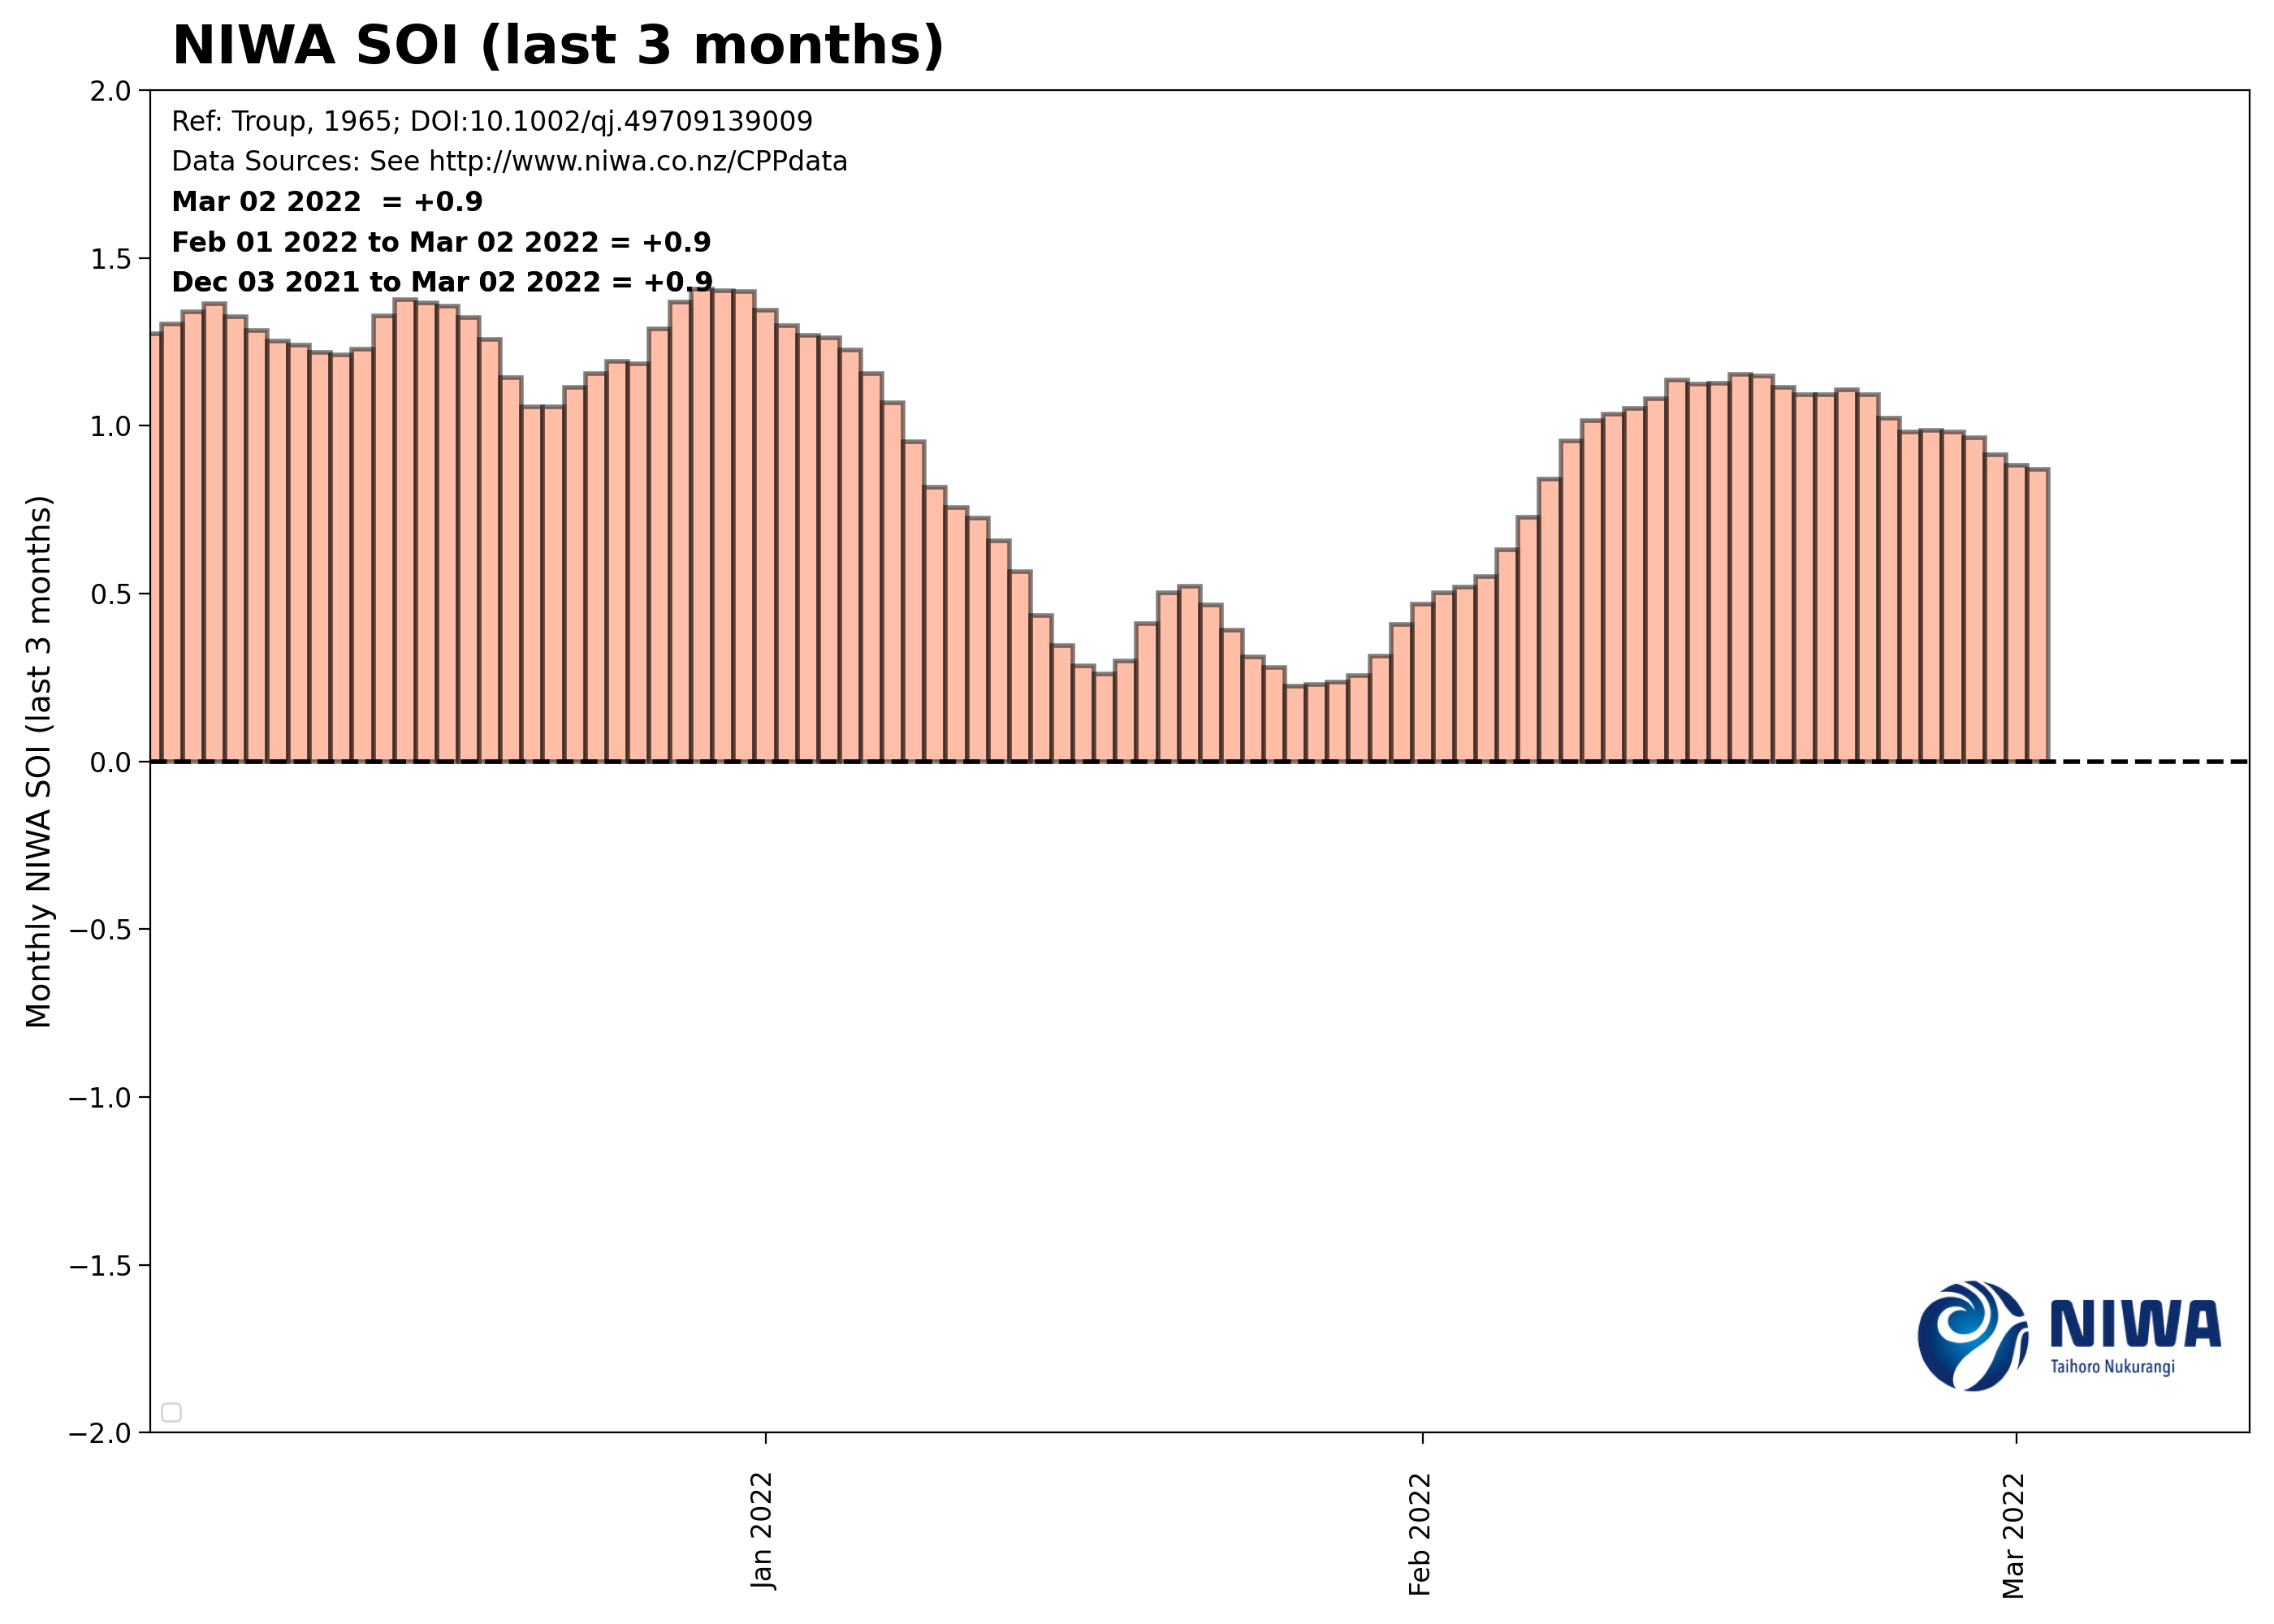 NIWA SOI (last 3 months)
Ref: Troup, 1965; DOI:10.1002/qj.49709139009
Data Sources: See http://www.niwa.co.nz/CPPdata
Mar 02 2022  = +0.9
Feb 01 2022 to Mar 02 2022 = +0.9
Dec 03 2021 to Mar 02 2022 = +0.9
Monthly NIWA SOI (last 3 months)
2.0
1.5
1.0
0.5
0.0
−0.5
−1.0
−1.5
−2.0
Jan 2022
Feb 2022
Mar 2022
NIWA
Taihoro Nukurangi